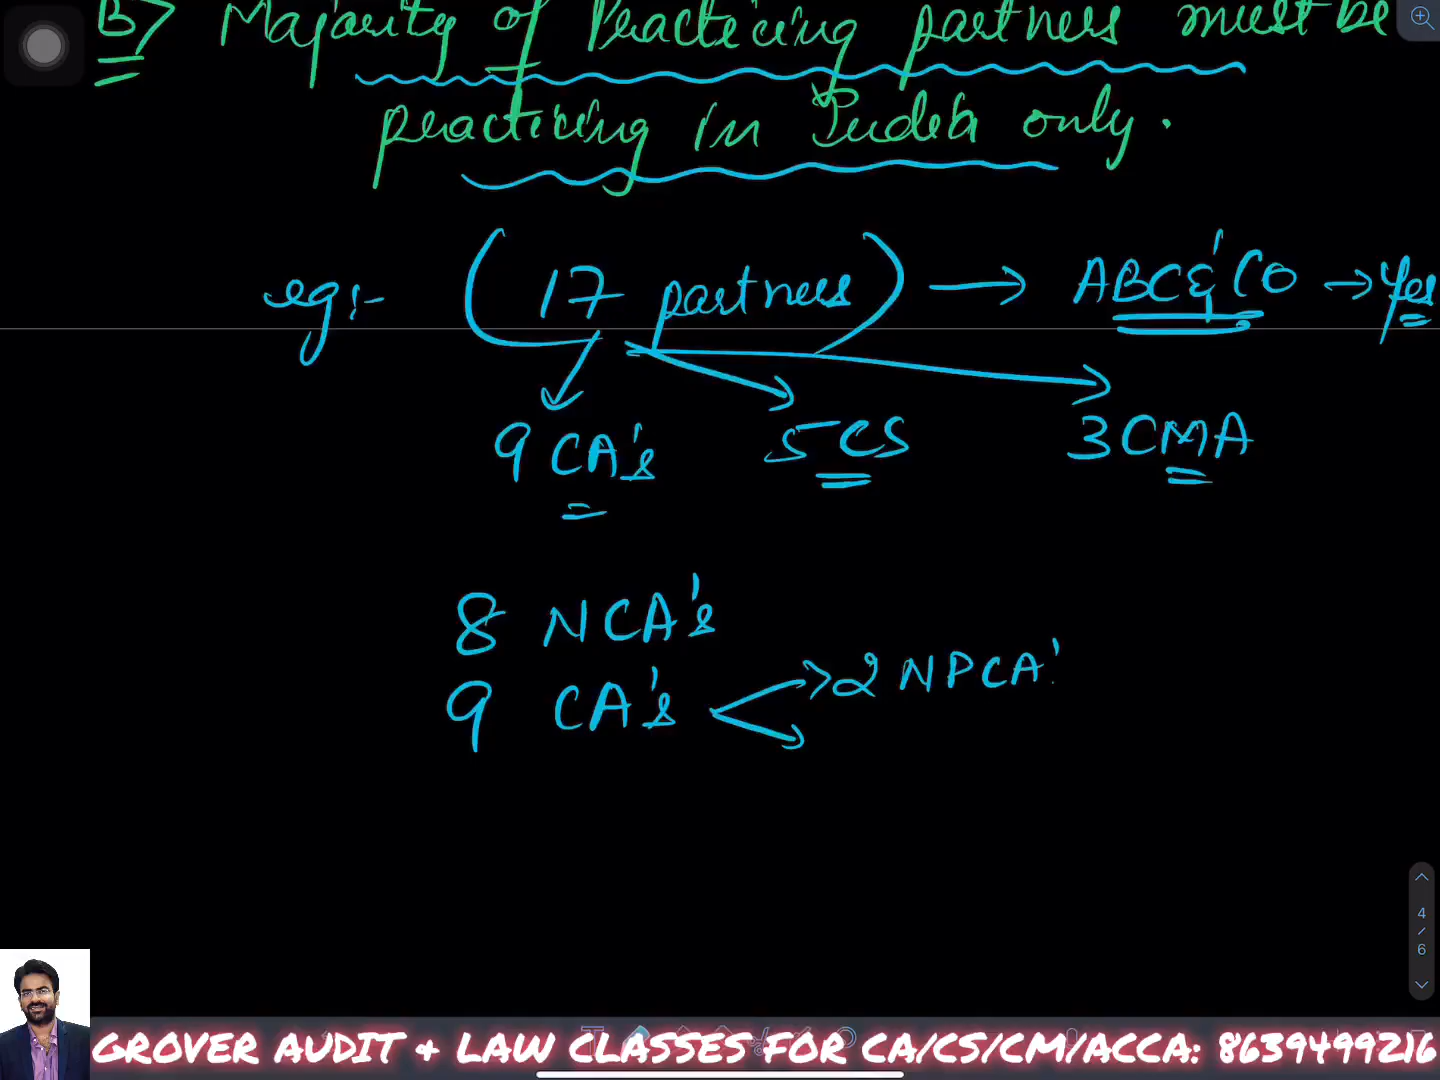 B> Majority of Practicing partners must be
practicing in India only.
eg:- (17 partners) → ABC & CO → Yes
9 CA's 5 CS 3 CMA
8 NCA's
2 NPCA'
9 CA's
4
/
6
GROVER AUDIT & LAW CLASSES FOR CA/CS/CM/ACCA: 8639499216